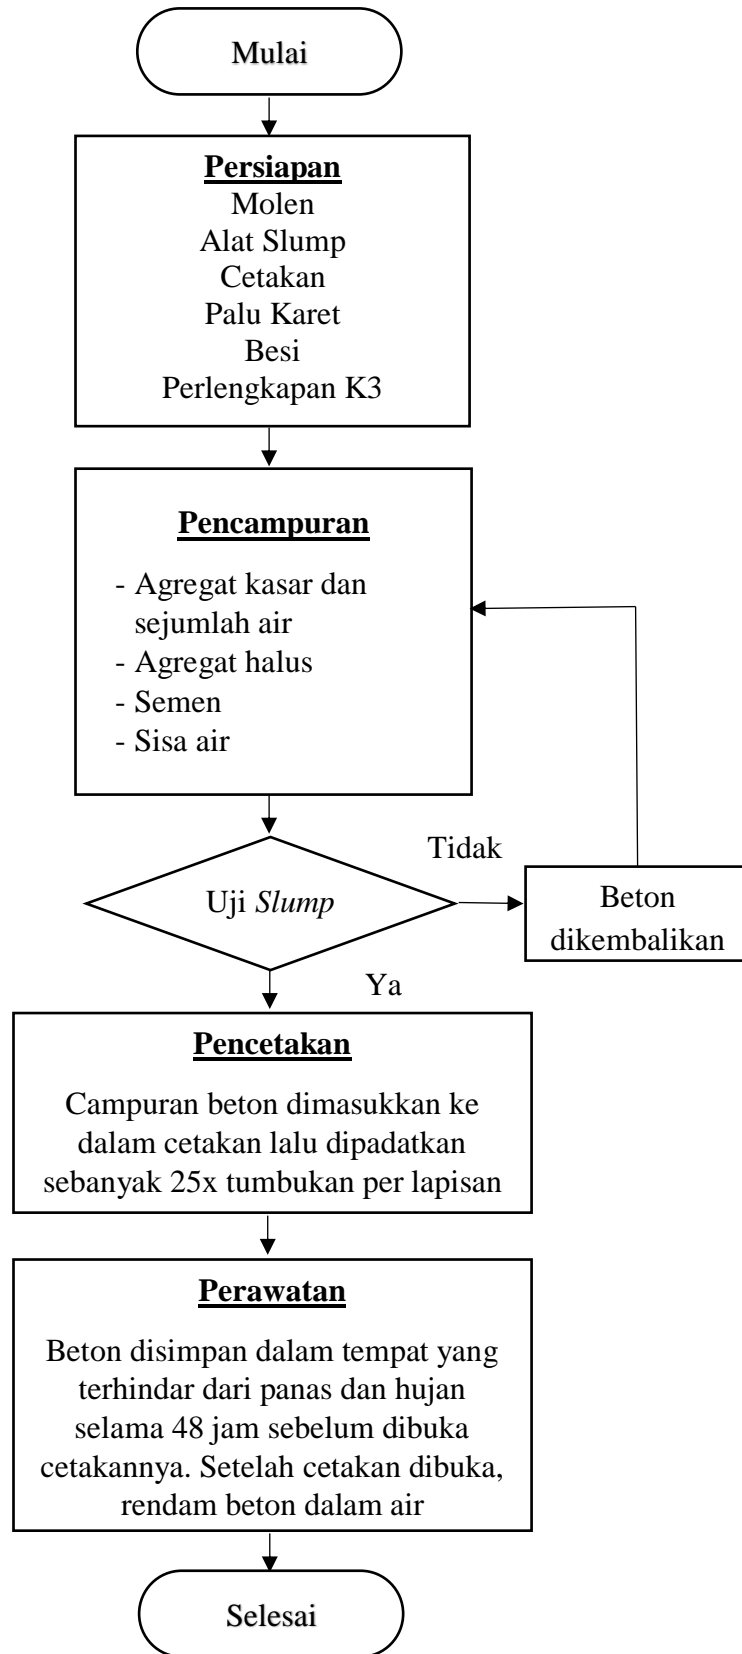 Mulai
Persiapan
Molen
Alat Slump
Cetakan
Palu Karet
Besi
Perlengkapan K3
Pencampuran
- Agregat kasar dan
sejumlah air
- Agregat halus
- Semen
- Sisa air
Uji Slump
Tidak
Beton
dikembalikan
Ya
Pencetakan
Campuran beton dimasukkan ke
dalam cetakan lalu dipadatkan
sebanyak 25x tumbukan per lapisan
Perawatan
Beton disimpan dalam tempat yang
terhindar dari panas dan hujan
selama 48 jam sebelum dibuka
cetakannya. Setelah cetakan dibuka,
rendam beton dalam air
Selesai